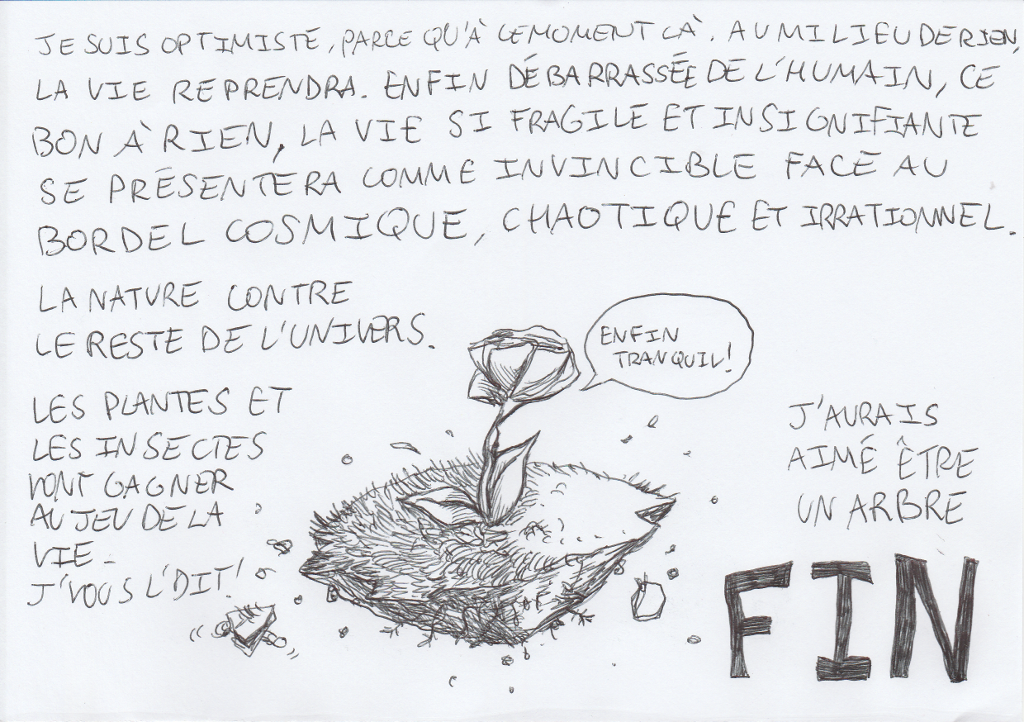 JE SUIS OPTIMISTE, PARCE QU'À CE MOMENT LÀ, AU MILIEU DE RIEN,
LA VIE REPRENDRA. ENFIN DÉBARRASSÉE DE L'HUMAIN, CE
BON À RIEN, LA VIE SI FRAGILE ET INSIGNIFIANTE
SE PRÉSENTERA COMME INVINCIBLE FACE AU
BORDEL COSMIQUE, CHAOTIQUE ET IRRATIONNEL.
LA NATURE CONTRE
LE RESTE DE L'UNIVERS.
ENFIN
TRANQUIL!
LES PLANTES ET
LES INSECTES
VONT GAGNER
AU JEU DE LA
VIE.
J'VOUS L'DIT!
J'AURAIS
AIMÉ ÊTRE
UN ARBRE
FIN